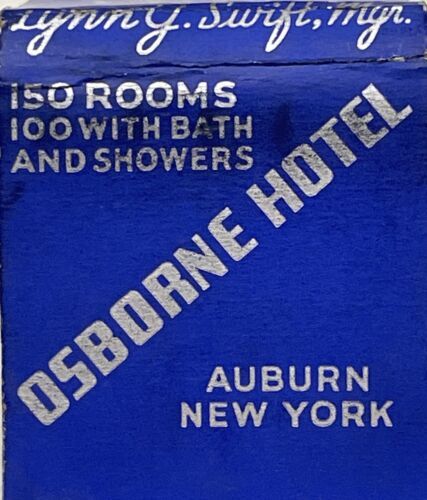 Lynn G. Swift, Mgr.
150 ROOMS
100 WITH BATH
AND SHOWERS
OSBORNE HOTEL
AUBURN
NEW YORK